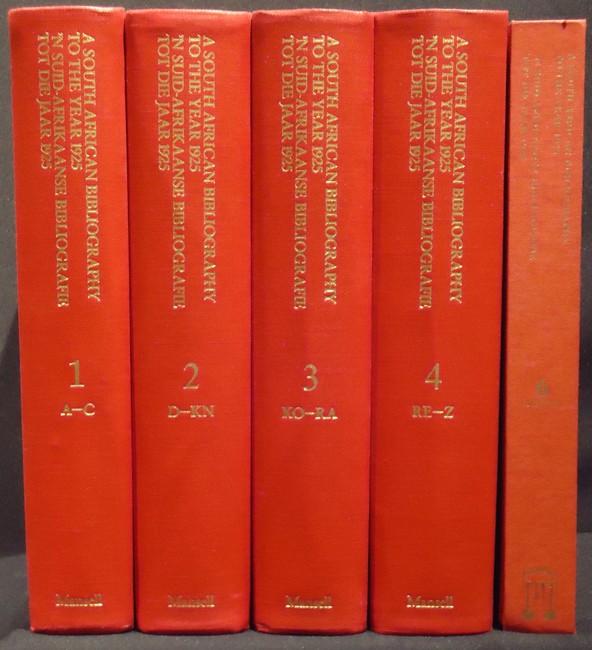 A SOUTH AFRICAN BIBLIOGRAPHY
TO THE YEAR 1925
'N SUID-AFRIKAANSE BIBLIOGRAFIE
TOT DIE JAAR 1925
1
A–C
Mansell
A SOUTH AFRICAN BIBLIOGRAPHY
TO THE YEAR 1925
'N SUID-AFRIKAANSE BIBLIOGRAFIE
TOT DIE JAAR 1925
2
D–KN
Mansell
A SOUTH AFRICAN BIBLIOGRAPHY
TO THE YEAR 1925
'N SUID-AFRIKAANSE BIBLIOGRAFIE
TOT DIE JAAR 1925
3
KO–RA
Mansell
A SOUTH AFRICAN BIBLIOGRAPHY
TO THE YEAR 1925
'N SUID-AFRIKAANSE BIBLIOGRAFIE
TOT DIE JAAR 1925
4
RE–Z
Mansell